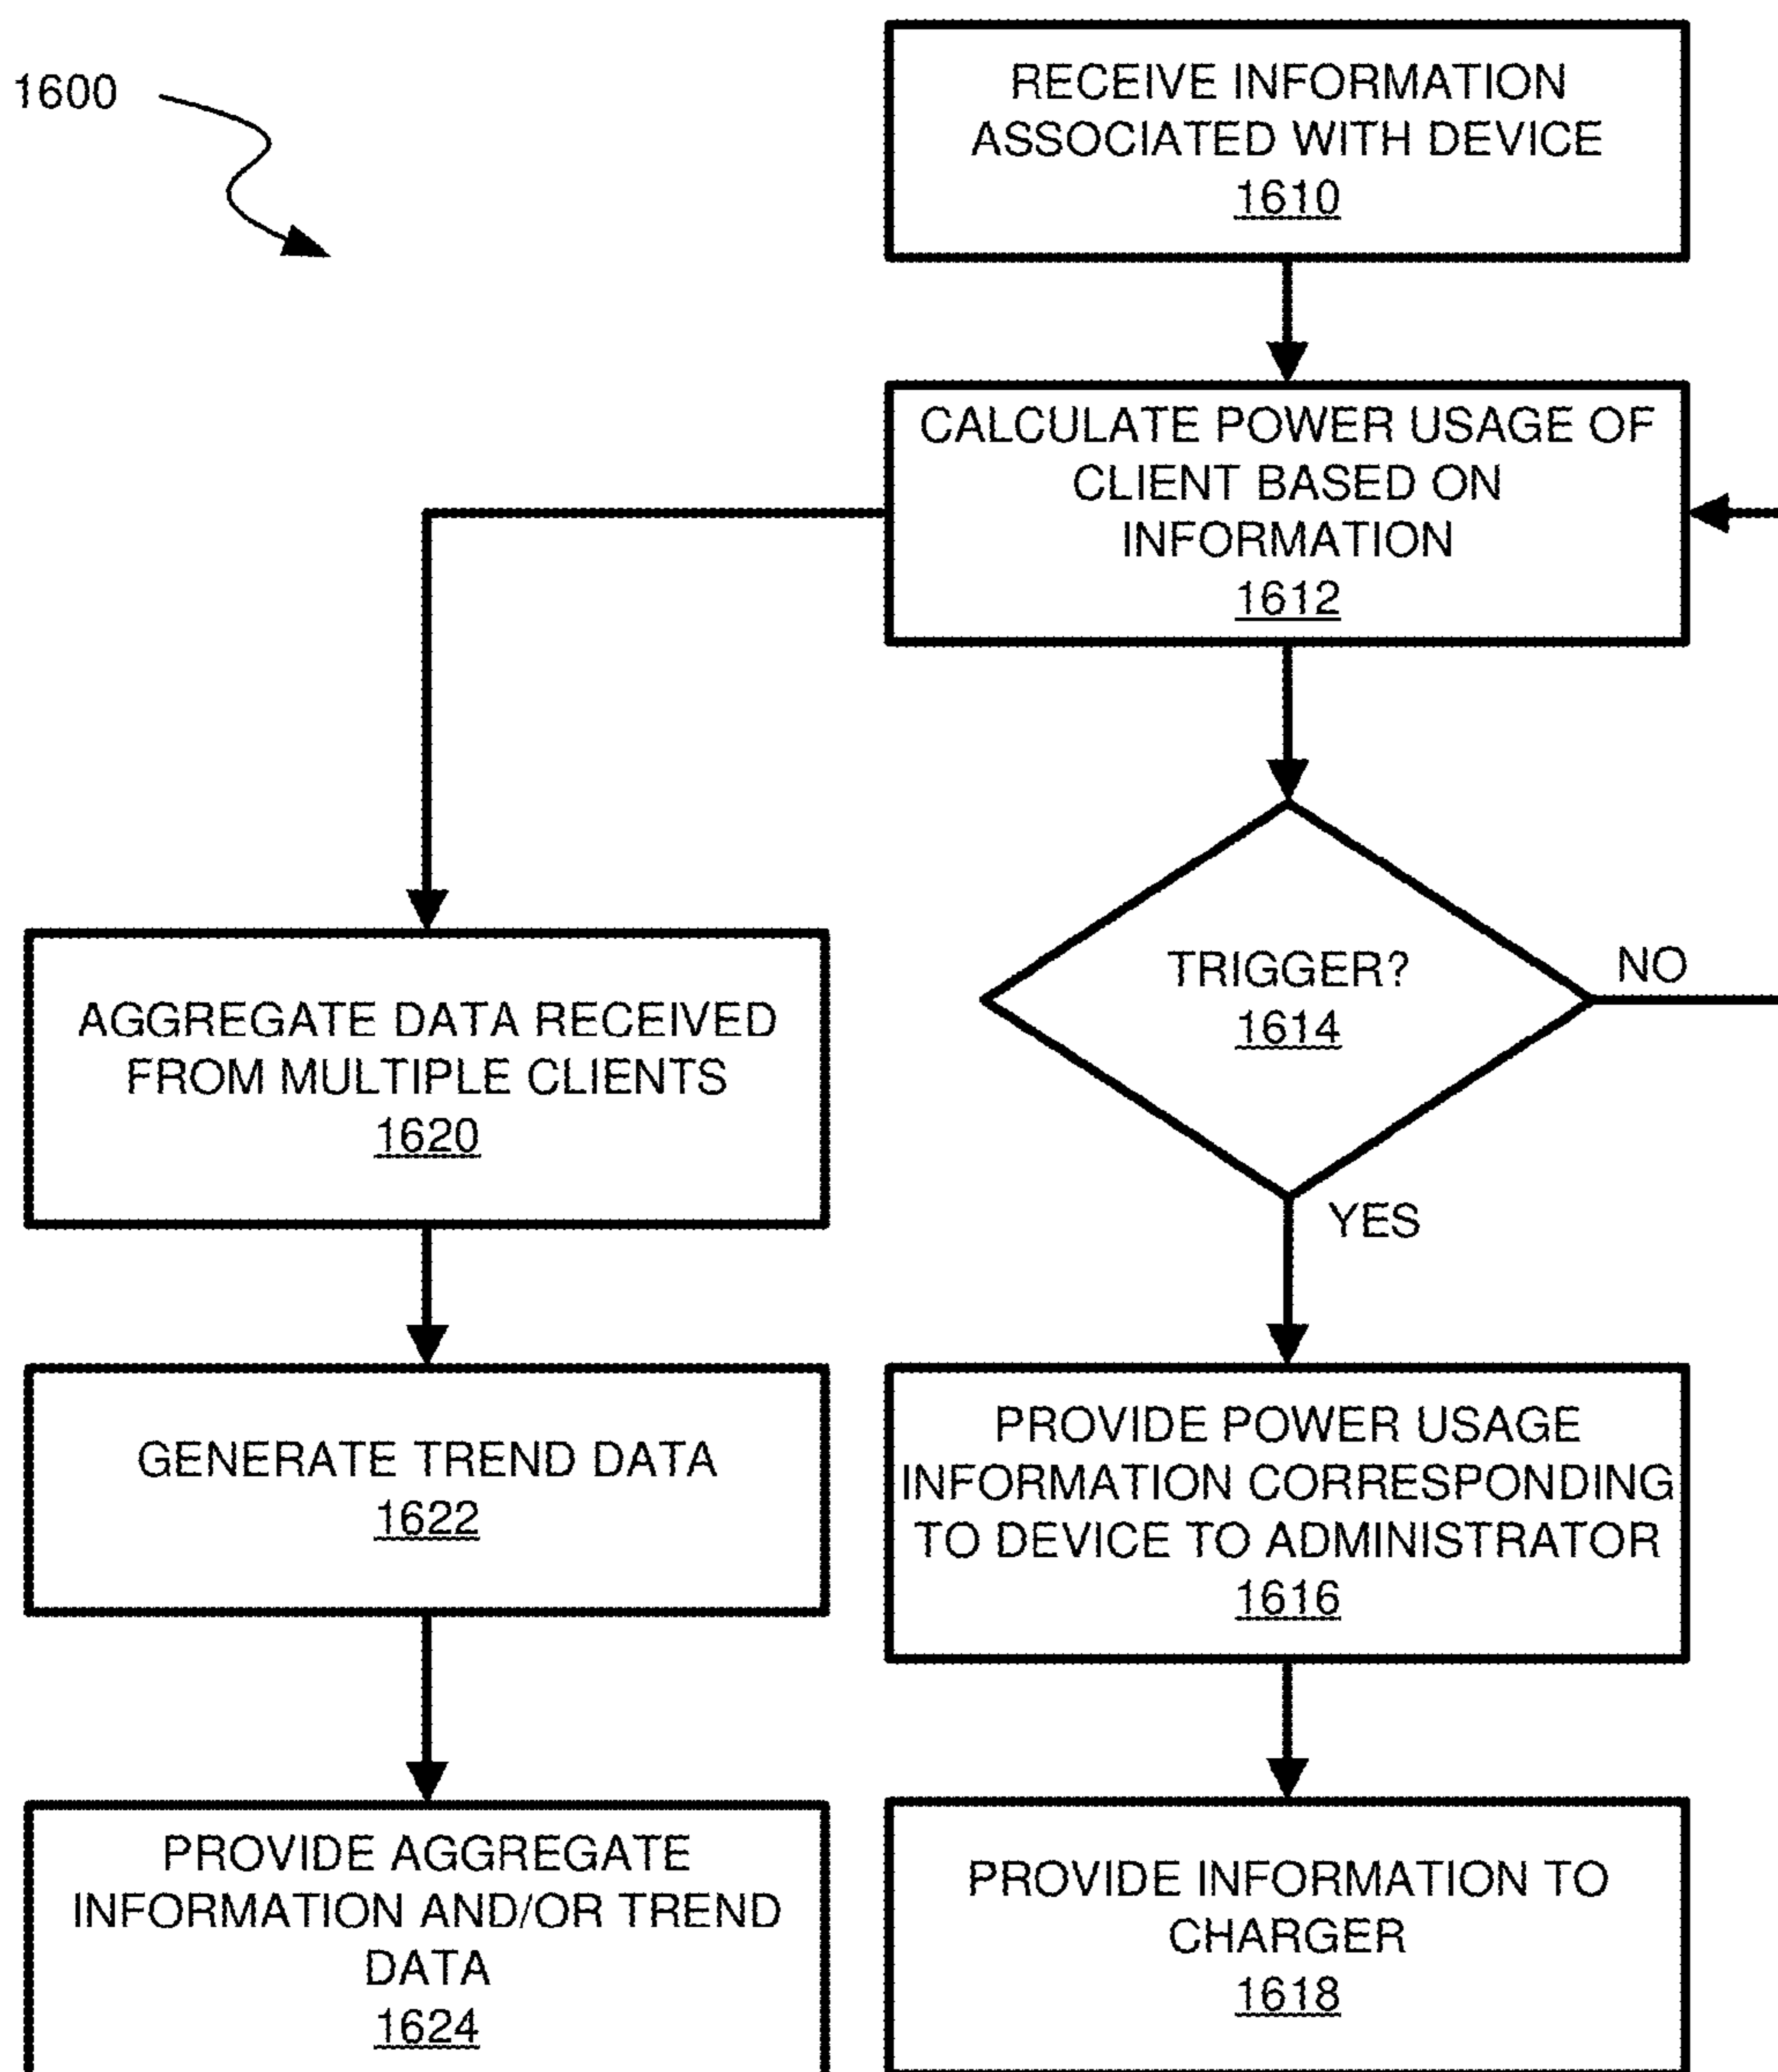 1600
RECEIVE INFORMATION
ASSOCIATED WITH DEVICE
1610
CALCULATE POWER USAGE OF
CLIENT BASED ON
INFORMATION
1612
TRIGGER?
1614
NO
YES
AGGREGATE DATA RECEIVED
FROM MULTIPLE CLIENTS
1620
GENERATE TREND DATA
1622
PROVIDE AGGREGATE
INFORMATION AND/OR TREND
DATA
1624
PROVIDE POWER USAGE
INFORMATION CORRESPONDING
TO DEVICE TO ADMINISTRATOR
1616
PROVIDE INFORMATION TO
CHARGER
1618